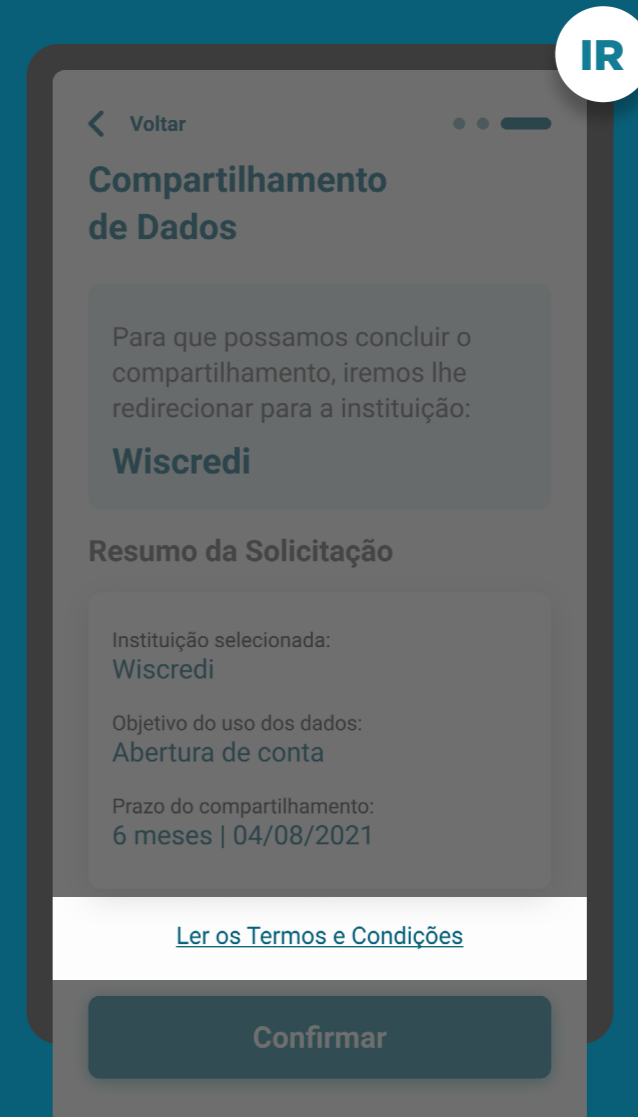 IR
Voltar
Compartilhamento
de Dados
Para que possamos concluir o
compartilhamento, iremos lhe
redirecionar para a instituição:
Wiscredi
Resumo da Solicitação
Instituição selecionada:
Wiscredi
Objetivo do uso dos dados:
Abertura de conta
Prazo do compartilhamento:
6 meses | 04/08/2021
Ler os Termos e Condições
Confirmar